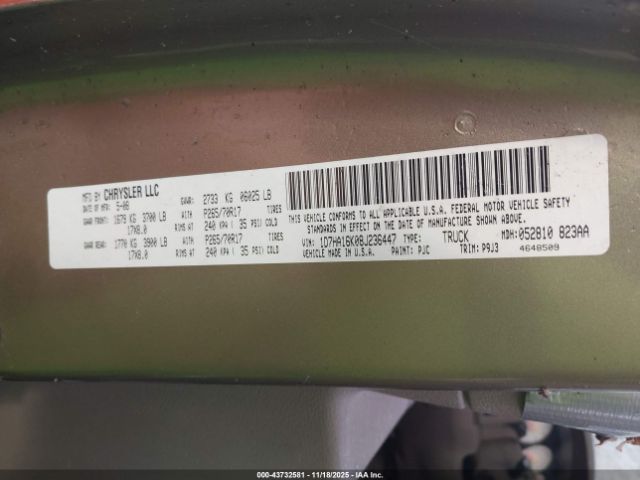 MFD BY CHRYSLER LLC GVWR: 2733 KG 06025 LB
DATE OF MFR: 5-08 WITH P265/70R17 TIRES
GAWR FRONT: 1679 KG 3700 LB
17X8.0 RIMS AT 240 KPA ( 35 PSI) COLD
GAWR REAR: 1770 KG 3900 LB WITH P265/70R17 TIRES
17X8.0 RIMS AT 240 KPA ( 35 PSI) COLD
THIS VEHICLE CONFORMS TO ALL APPLICABLE U.S.A. FEDERAL MOTOR VEHICLE SAFETY
STANDARDS IN EFFECT ON THE DATE OF MANUFACTURE SHOWN ABOVE.
VIN: 1D7HA16K08J236447 TYPE: TRUCK MDH: 052810 823AA
VEHICLE MADE IN U.S.A. PAINT: PJC TRIM: P9J3 4648509
000-43732581 | 11/18/2025 | IAAHOLDINGS, LLC